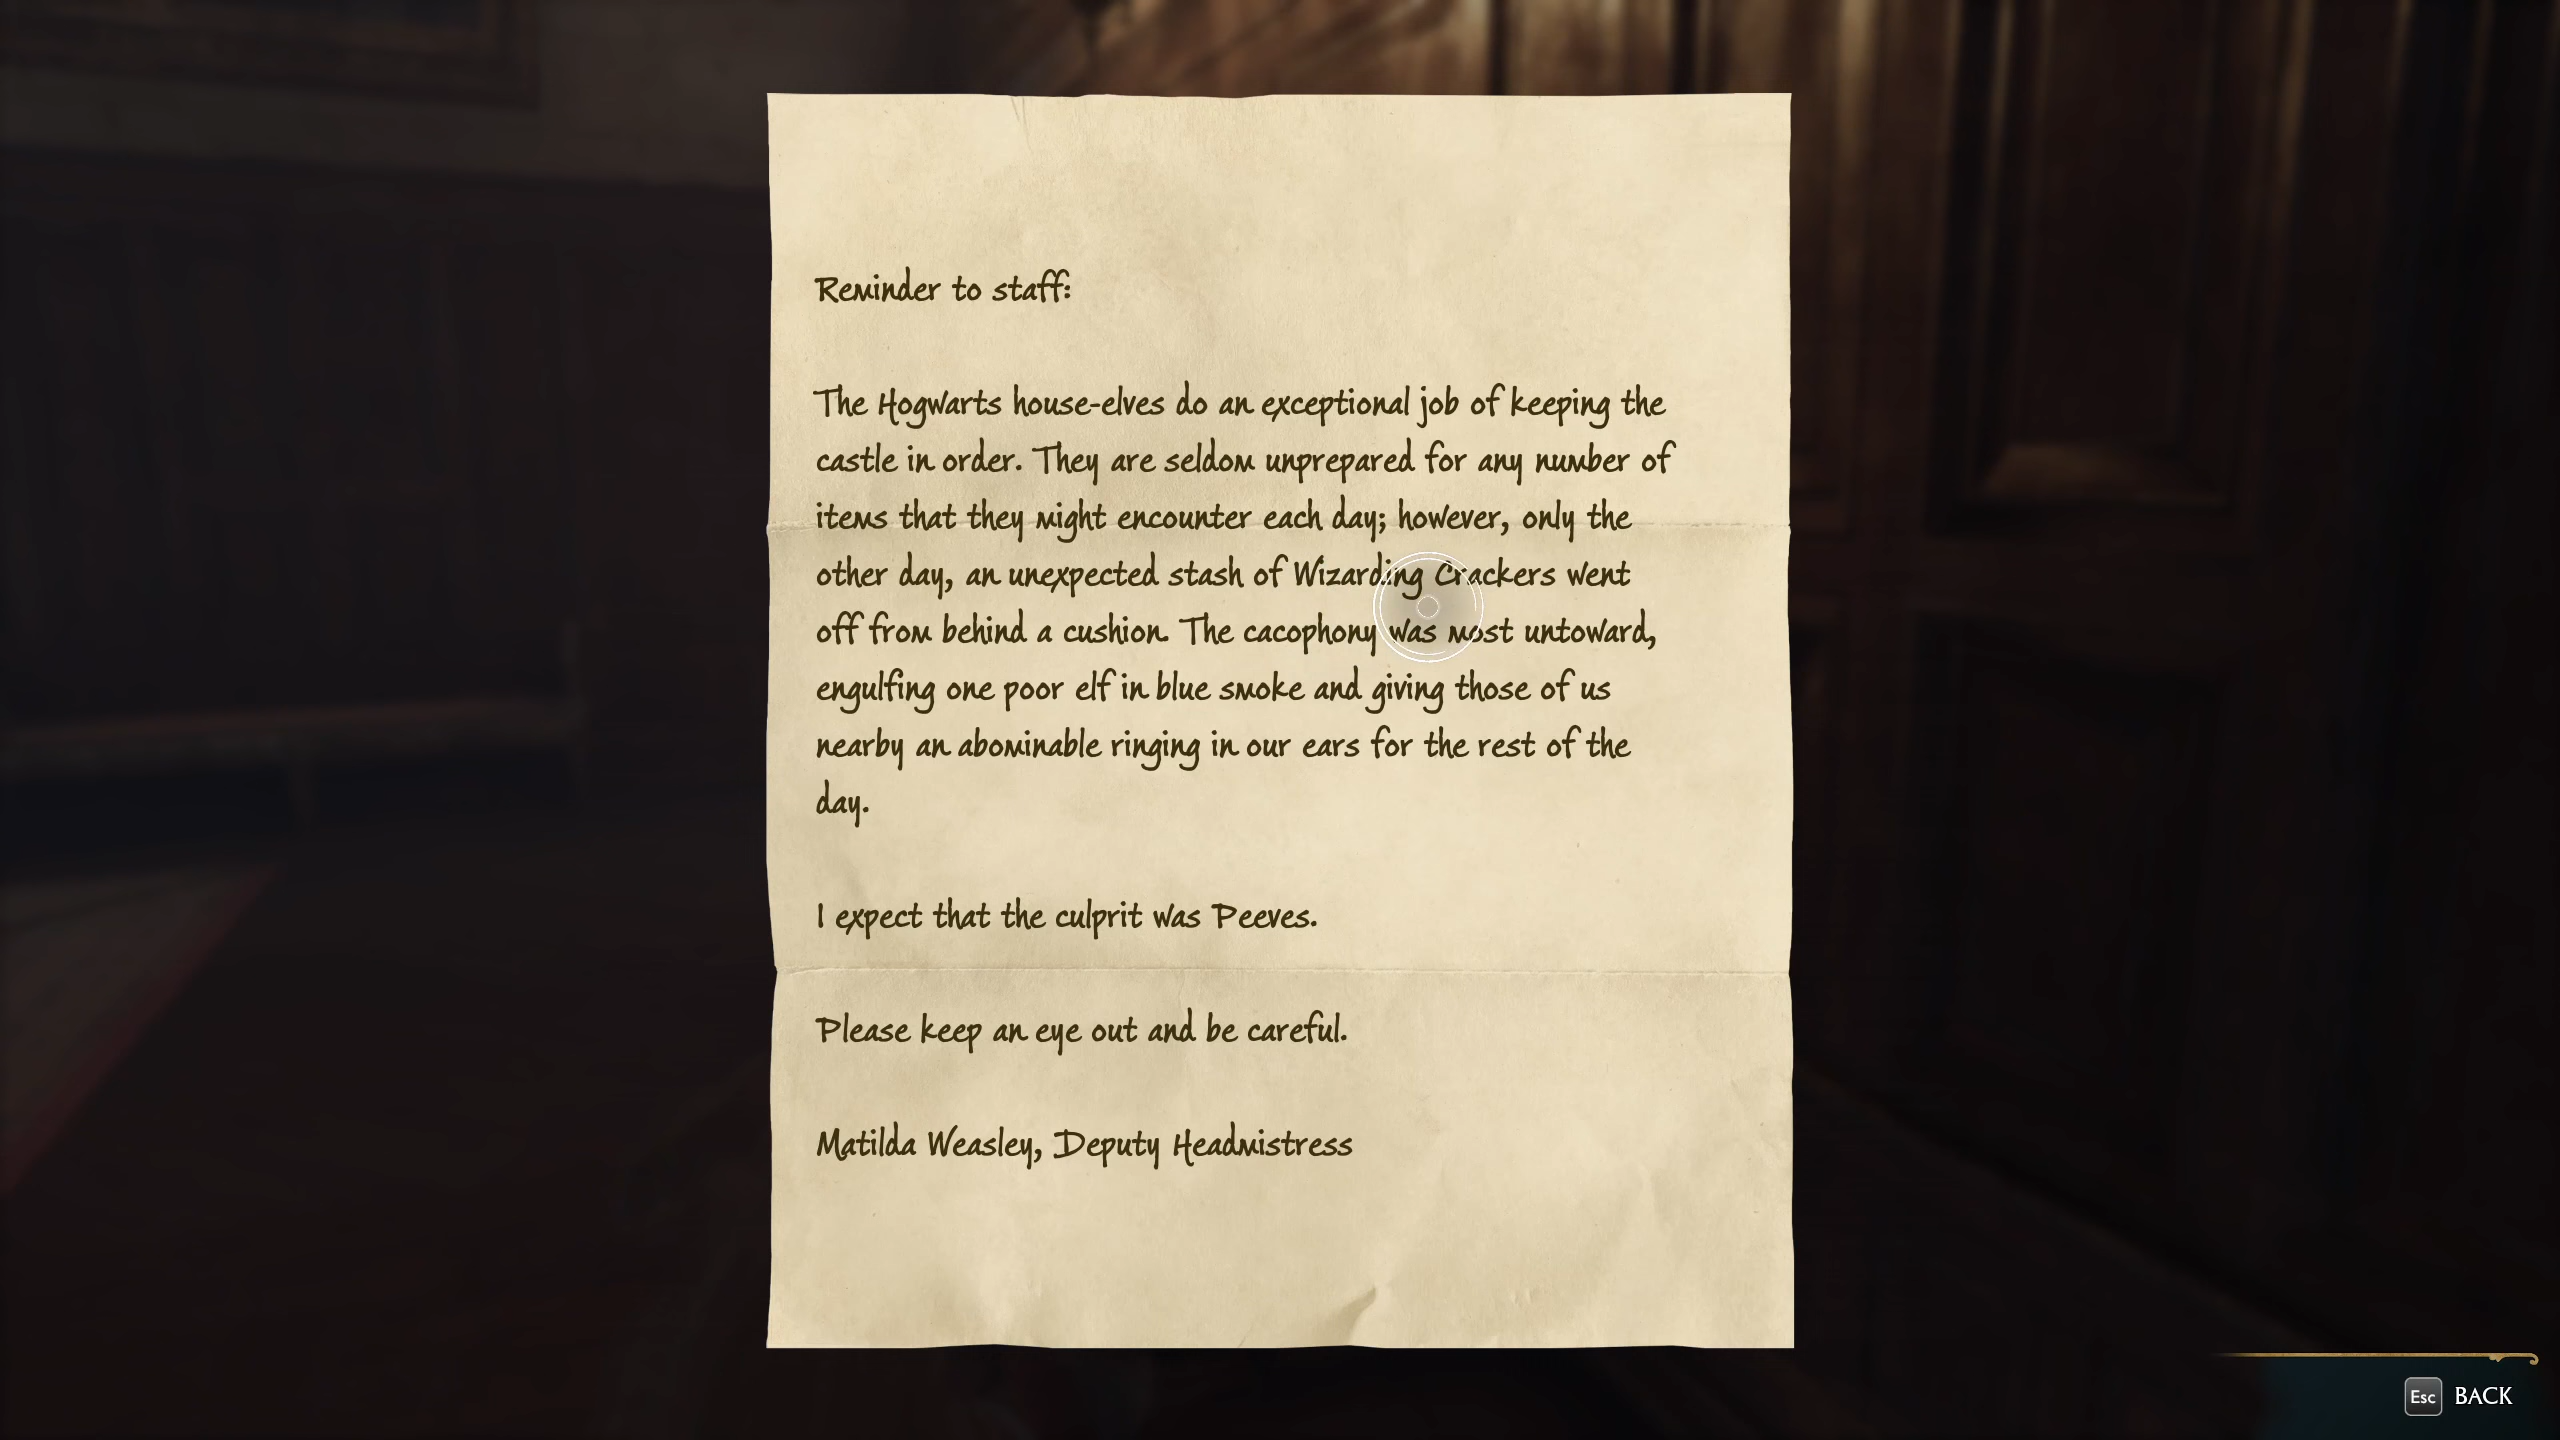 Reminder to staff:
The Hogwarts house-elves do an exceptional job of keeping the
castle in order. They are seldom unprepared for any number of
items that they might encounter each day; however, only the
other day, an unexpected stash of Wizarding Crackers went
off from behind a cushion. The cacophony was most untoward,
engulfing one poor elf in blue smoke and giving those of us
nearby an abominable ringing in our ears for the rest of the
day.
I expect that the culprit was Peeves.
Please keep an eye out and be careful.
Matilda Weasley, Deputy Headmistress
Esc BACK